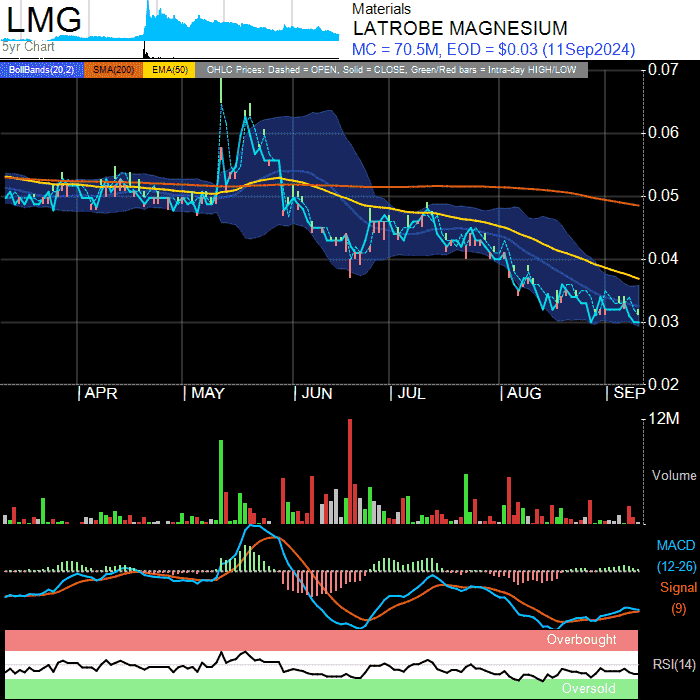 LMG
5yr Chart
Materials
LATROBE MAGNESIUM
MC = 70.5M, EOD = $0.03 (11Sep2024)
BollBands(20,2) SMA(200) EMA(50) OHLC Prices: Dashed = OPEN, Solid = CLOSE, Green/Red bars = Intra-day HIGH/LOW
0.07
0.06
0.05
0.04
0.03
0.02
APR MAY JUN JUL AUG SEP
12M
Volume
MACD
(12-26)
Signal
(9)
Overbought
RSI(14)
Oversold